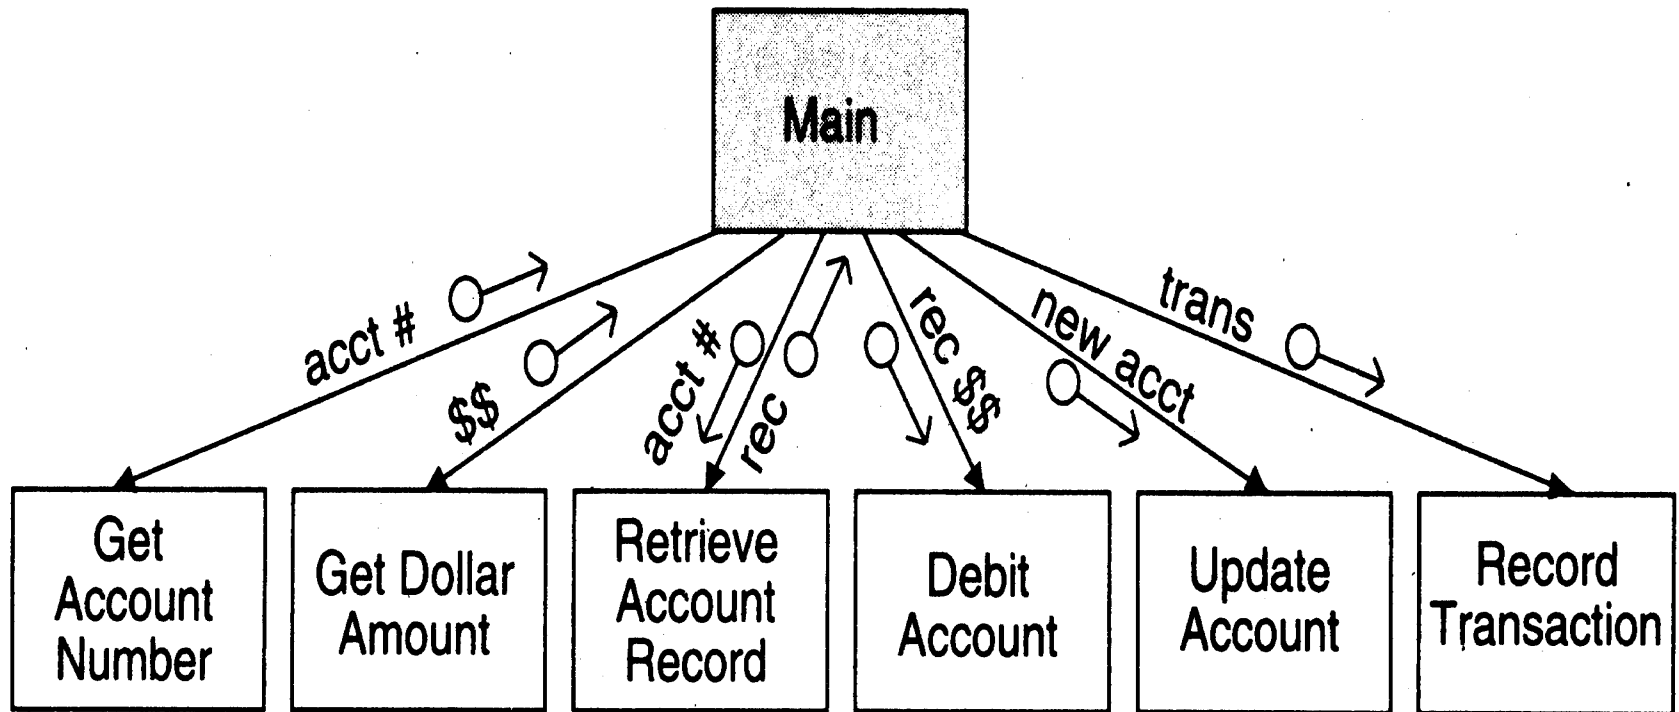 Main
acct #
$$
acct #
rec
rec $$
new acct
trans
Get
Account
Number
Get Dollar
Amount
Retrieve
Account
Record
Debit
Account
Update
Account
Record
Transaction